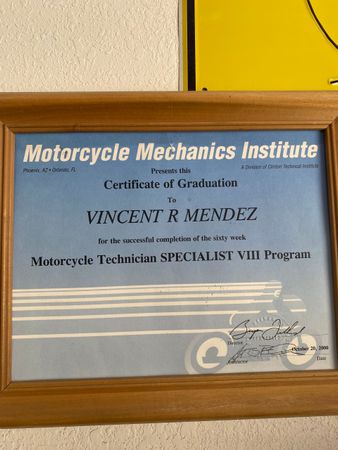 Motorcycle Mechanics Institute
Phoenix, AZ • Orlando, FL
A Division of Clinton Technical Institute
Presents this
Certificate of Graduation
To
VINCENT R MENDEZ
for the successful completion of the sixty week
Motorcycle Technician SPECIALIST VIII Program
Director
October 20, 2000
Instructor
Date